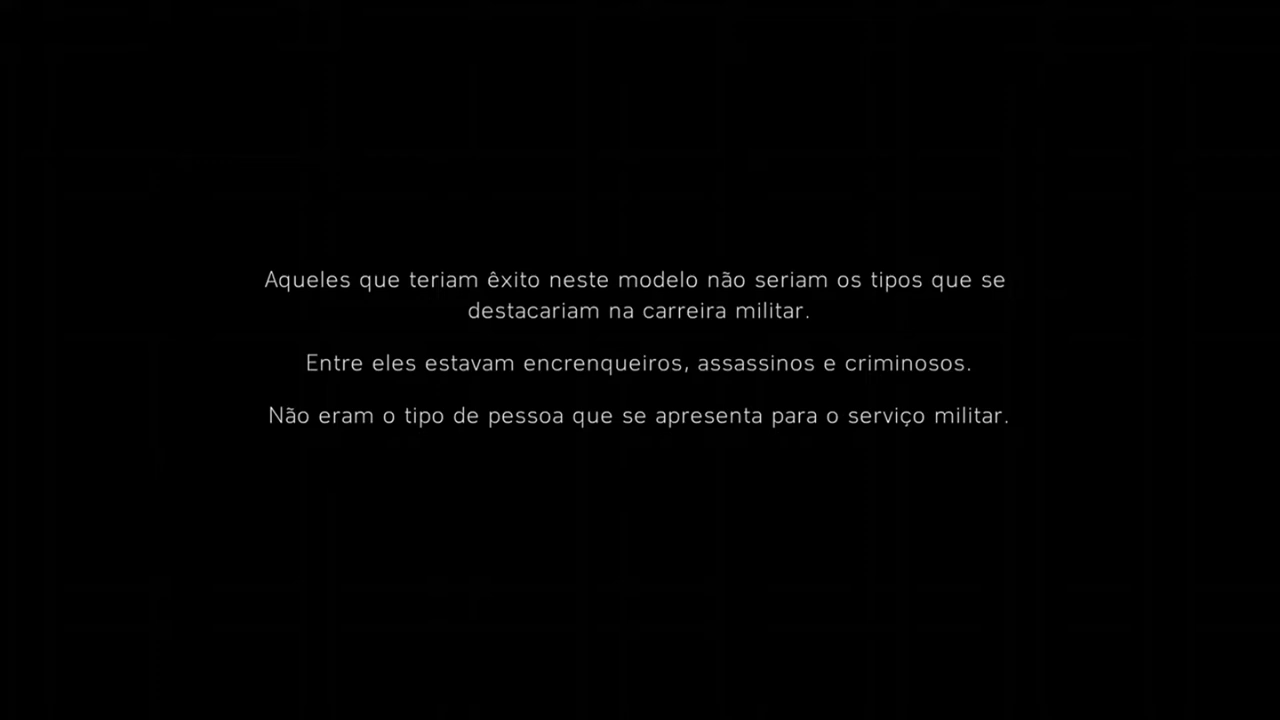 Aqueles que teriam êxito neste modelo não seriam os tipos que se
destacariam na carreira militar.
Entre eles estavam encrenqueiros, assassinos e criminosos.
Não eram o tipo de pessoa que se apresenta para o serviço militar.